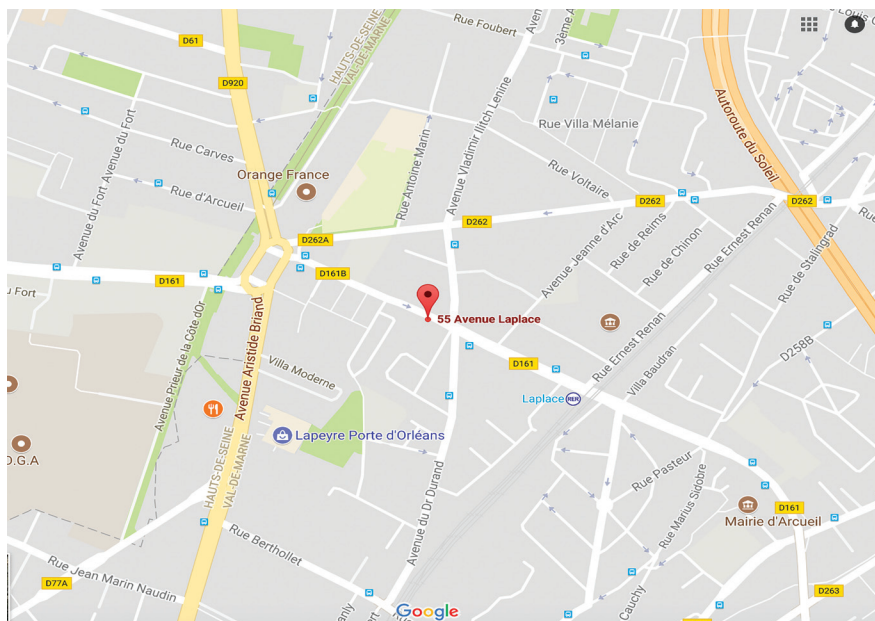 Rue Foubert
Aven
3ème A
Louis G
D61
HAUTS-DE-SEINE
VAL-DE-MARNE
D920
Avenue du Fort
Avenue du Fort
Rue Carves
Orange France
Rue d'Arcueil
Rue Antoine Marin
Avenue Vladimir Ilitch Lenine
Rue Villa Mélanie
Autoroute du Soleil
Rue Voltaire
D262
D262
D262
Rue
D262A
D161
D161B
Avenue Jeanne d'Arc
Rue de Reims
Rue de Chinon
Rue Ernest Renan
Rue de Stalingrad
u Fort
Avenue Prieur de la Côte d'Or
Avenue Aristide Briand
55 Avenue Laplace
D161
Rue Ernest Renan
Villa Baudran
D258B
Villa Moderne
Laplace
RER
Lapeyre Porte d'Orléans
D.G.A
HAUTS-DE-SEINE
VAL-DE-MARNE
Avenue du Dr Durand
Rue Pasteur
Rue Marius Sidobre
D161
Mairie d'Arcueil
Rue Berthollet
Rue Jean Marin Naudin
D77A
D263
Cauchy
Google